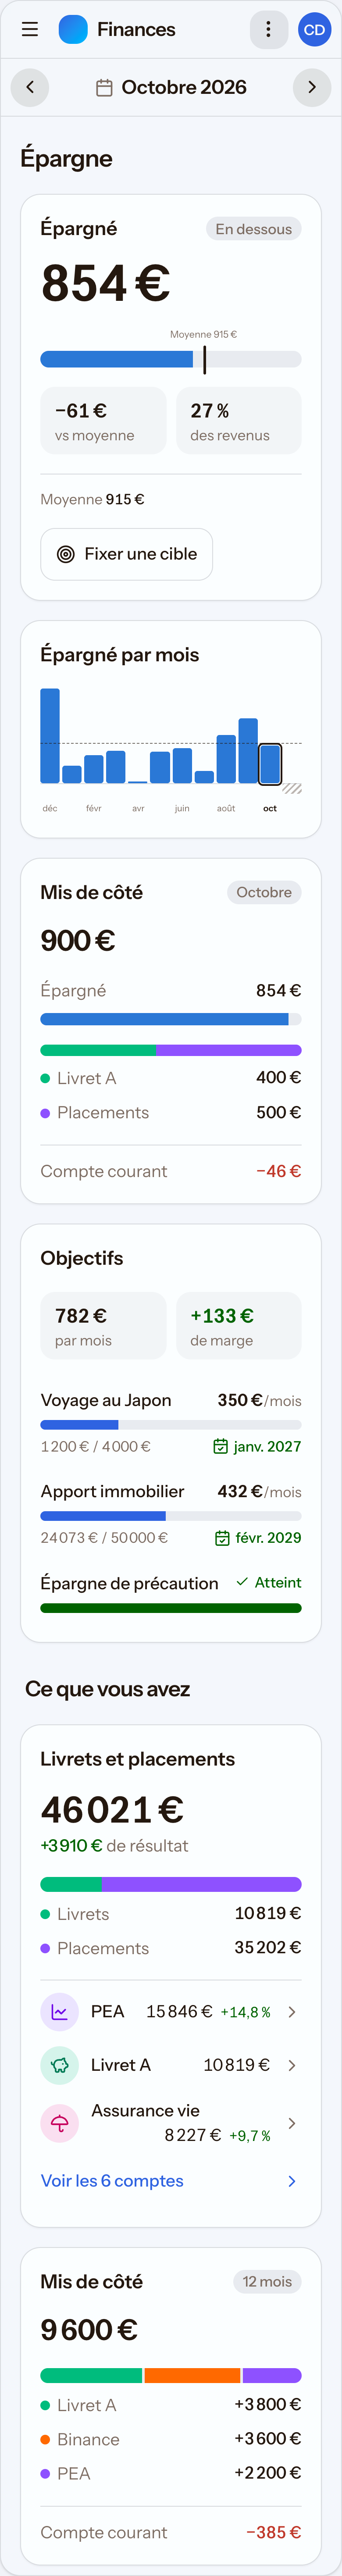 Finances
CD
Octobre 2026
Épargne
Épargné
En dessous
854 €
Moyenne 915 €
−61 €
vs moyenne
27 %
des revenus
Moyenne 915 €
Fixer une cible
Épargné par mois
déc févr avr juin août oct
Mis de côté
Octobre
900 €
Épargné 854 €
Livret A 400 €
Placements 500 €
Compte courant −46 €
Objectifs
782 €
par mois
+133 €
de marge
Voyage au Japon 350 €/mois
1 200 € / 4 000 € janv. 2027
Apport immobilier 432 €/mois
24 073 € / 50 000 € févr. 2029
Épargne de précaution Atteint
Ce que vous avez
Livrets et placements
46 021 €
+3 910 € de résultat
Livrets 10 819 €
Placements 35 202 €
PEA 15 846 € +14,8 %
Livret A 10 819 €
Assurance vie
8 227 € +9,7 %
Voir les 6 comptes
Mis de côté
12 mois
9 600 €
Livret A +3 800 €
Binance +3 600 €
PEA +2 200 €
Compte courant −385 €